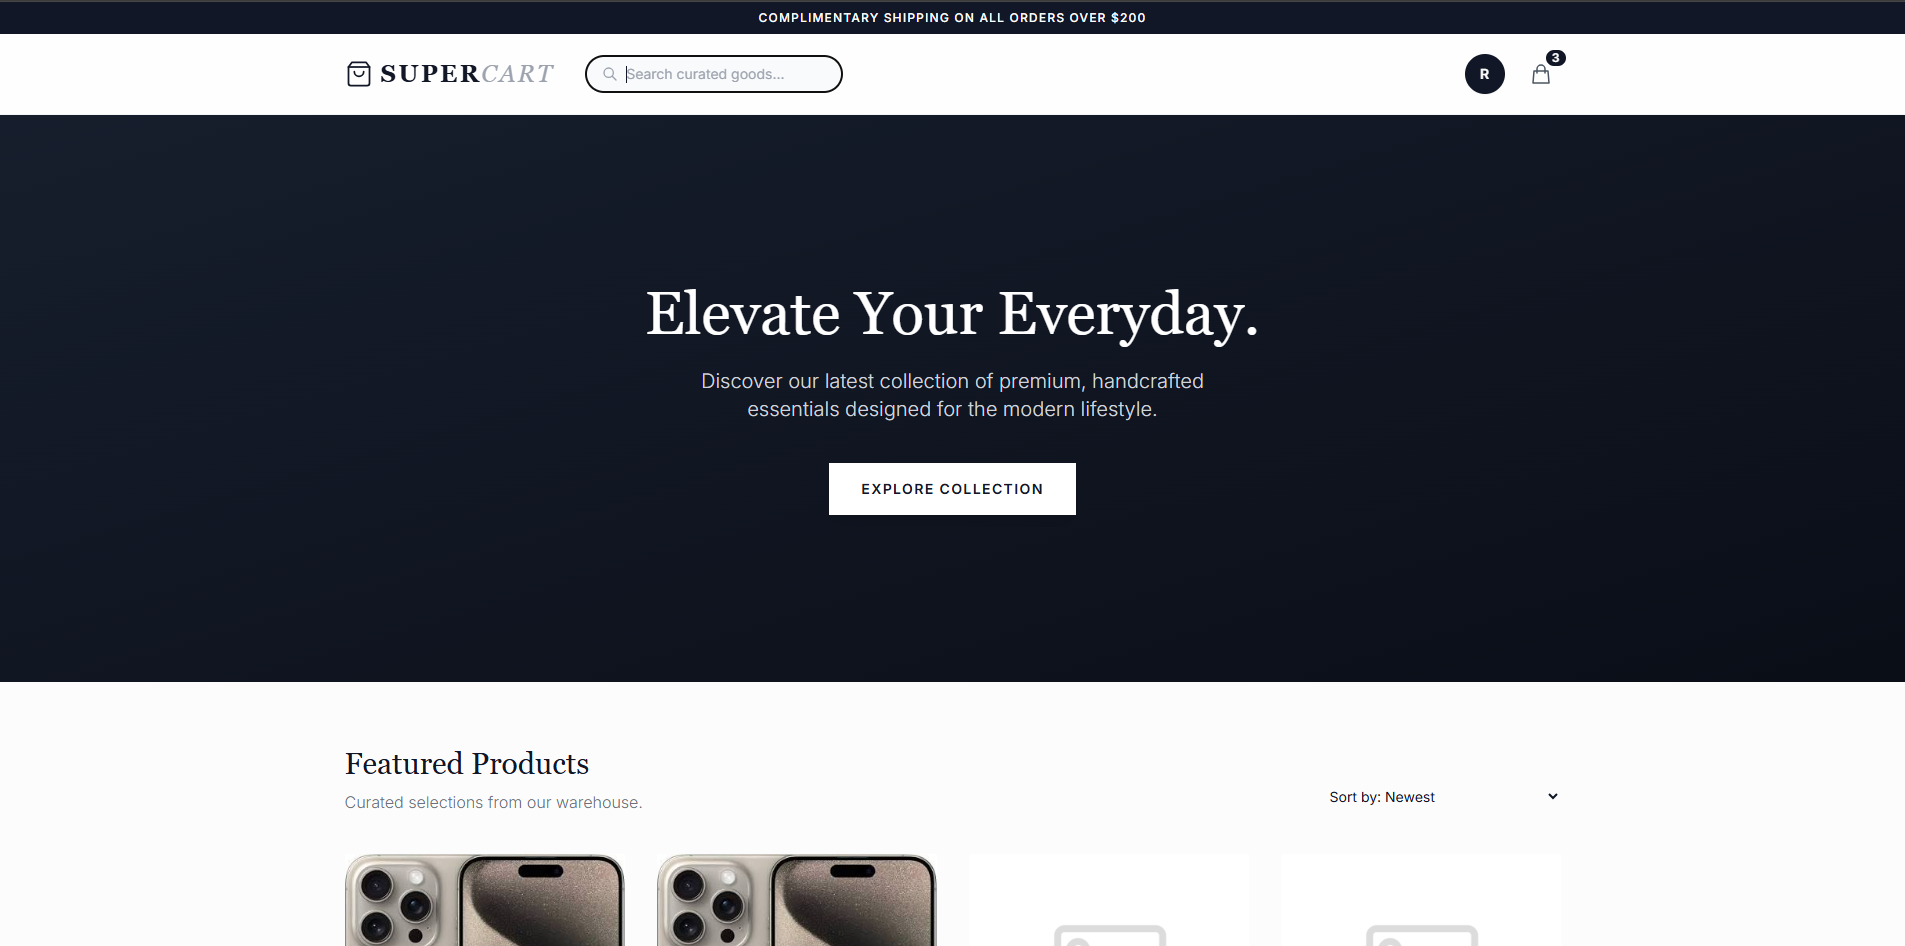 COMPLIMENTARY SHIPPING ON ALL ORDERS OVER $200
SUPERCART
Search curated goods...
R
3
Elevate Your Everyday.
Discover our latest collection of premium, handcrafted
essentials designed for the modern lifestyle.
EXPLORE COLLECTION
Featured Products
Curated selections from our warehouse.
Sort by: Newest